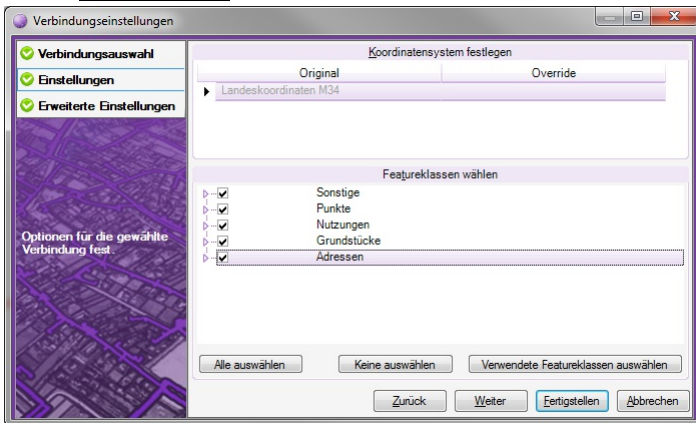 Verbindungseinstellungen
Verbindungsauswahl
Einstellungen
Erweiterte Einstellungen
Optionen für die gewählte
Verbindung fest.
Koordinatensystem festlegen
Original Override
Landeskoordinaten M34
Featureklassen wählen
Sonstige
Punkte
Nutzungen
Grundstücke
Adressen
Alle auswählen Keine auswählen Verwendete Featureklassen auswählen
Zurück Weiter Fertigstellen Abbrechen